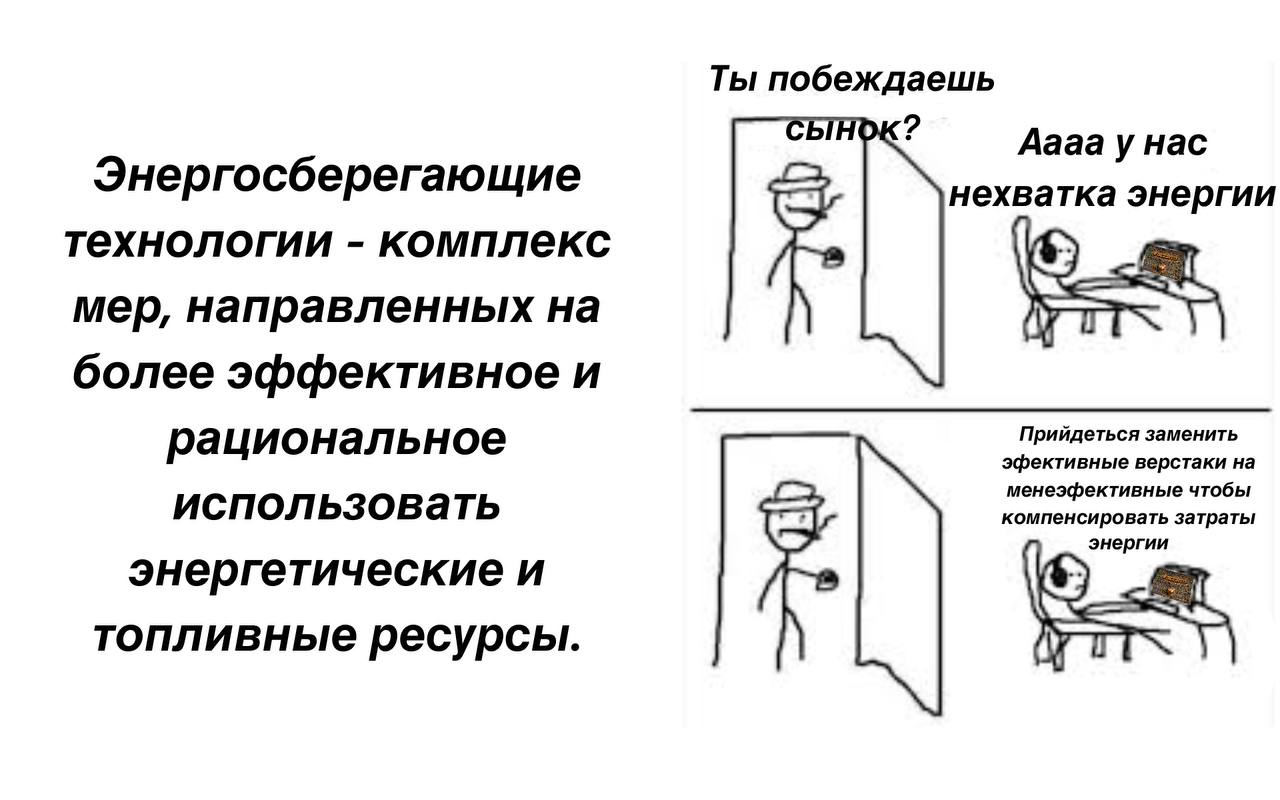 Энергосберегающие
технологии - комплекс
мер, направленных на
более эффективное и
рациональное
использовать
энергетические и
топливные ресурсы.
Ты побеждаешь
сынок?
Аааа у нас
нехватка энергии
Прийдеться заменить
эфективные верстаки на
менеэфективные чтобы
компенсировать затраты
энергии